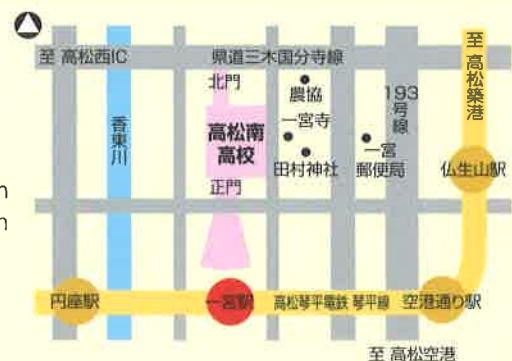 至 高松西IC
県道三木国分寺線
至 高松築港
北門
農協
193号線
香東川
高松南
高校
一宮寺
田村神社
一宮
郵便局
正門
仏生山駅
n
n
円座駅
一宮駅
高松琴平電鉄 琴平線
空港通り駅
至 高松空港